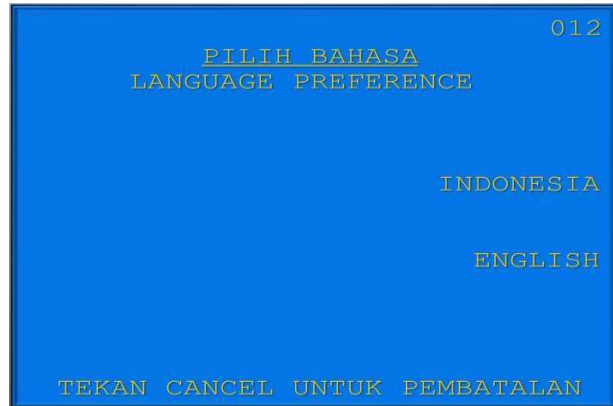 012
PILIH BAHASA
LANGUAGE PREFERENCE
INDONESIA
ENGLISH
TEKAN CANCEL UNTUK PEMBATALAN